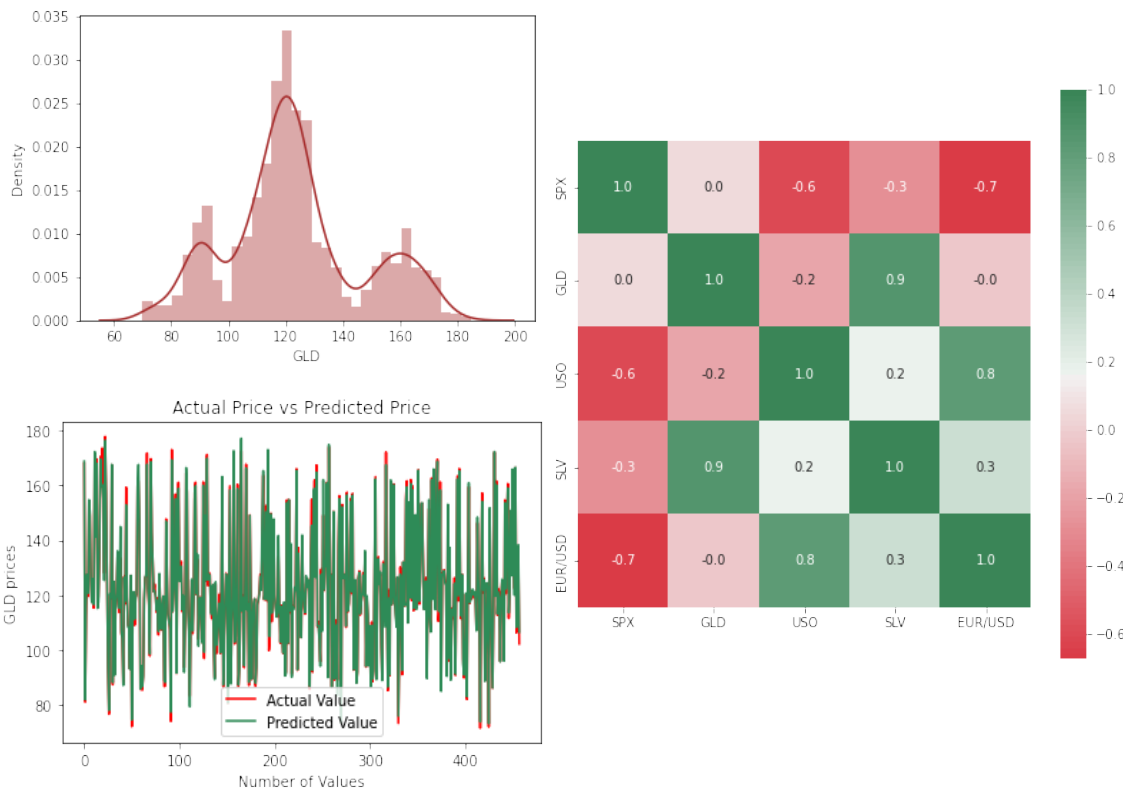 0.035
0.030
0.025
0.020
0.015
0.010
0.005
0.000
Density
60 80 100 120 140 160 180 200
GLD
Actual Price vs Predicted Price
180
160
140
120
100
80
GLD prices
Actual Value
Predicted Value
0 100 200 300 400
Number of Values
SPX 1.0 0.0 -0.6 -0.3 -0.7
GLD 0.0 1.0 -0.2 0.9 -0.0
USO -0.6 -0.2 1.0 0.2 0.8
SLV -0.3 0.9 0.2 1.0 0.3
EUR/USD -0.7 -0.0 0.8 0.3 1.0
SPX GLD USO SLV EUR/USD
1.0
0.8
0.6
0.4
0.2
0.0
−0.2
−0.4
−0.6